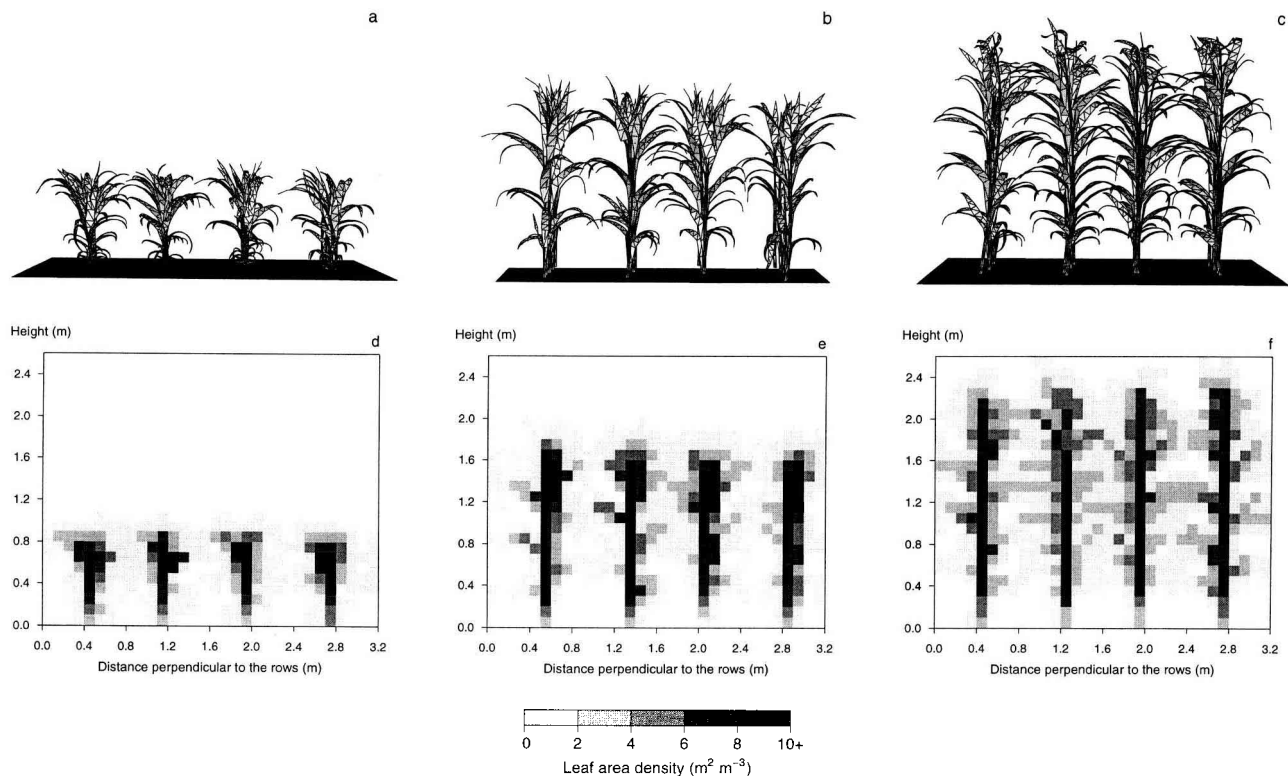 a
b
c
Height (m)
d
2.4
2.0
1.6
1.2
0.8
0.4
0.0
0.0 0.4 0.8 1.2 1.6 2.0 2.4 2.8 3.2
Distance perpendicular to the rows (m)
Height (m)
e
2.4
2.0
1.6
1.2
0.8
0.4
0.0
0.0 0.4 0.8 1.2 1.6 2.0 2.4 2.8 3.2
Distance perpendicular to the rows (m)
Height (m)
f
2.4
2.0
1.6
1.2
0.8
0.4
0.0
0.0 0.4 0.8 1.2 1.6 2.0 2.4 2.8 3.2
Distance perpendicular to the rows (m)
0 2 4 6 8 10+
Leaf area density (m² m⁻³)